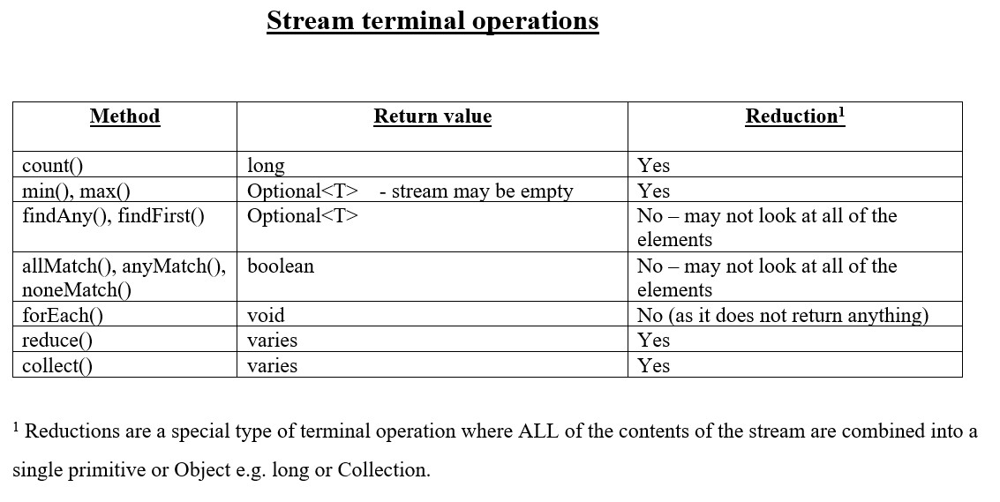 Stream terminal operations
Method Return value Reduction¹
count() long Yes
min(), max() Optional<T> - stream may be empty Yes
findAny(), findFirst() Optional<T> No – may not look at all of the
elements
allMatch(), anyMatch(), boolean No – may not look at all of the
noneMatch() elements
forEach() void No (as it does not return anything)
reduce() varies Yes
collect() varies Yes
¹ Reductions are a special type of terminal operation where ALL of the contents of the stream are combined into a
single primitive or Object e.g. long or Collection.